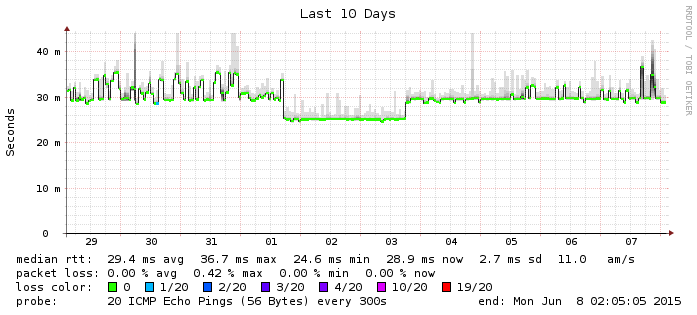 Last 10 Days
RRDTOOL / TOBI OETIKER
Seconds
40 m
30 m
20 m
10 m
0
29 30 31 01 02 03 04 05 06 07
median rtt: 29.4 ms avg 36.7 ms max 24.6 ms min 28.9 ms now 2.7 ms sd 11.0 am/s
packet loss: 0.00 % avg 0.42 % max 0.00 % min 0.00 % now
loss color: 0 1/20 2/20 3/20 4/20 10/20 19/20
probe: 20 ICMP Echo Pings (56 Bytes) every 300s end: Mon Jun 8 02:05:05 2015